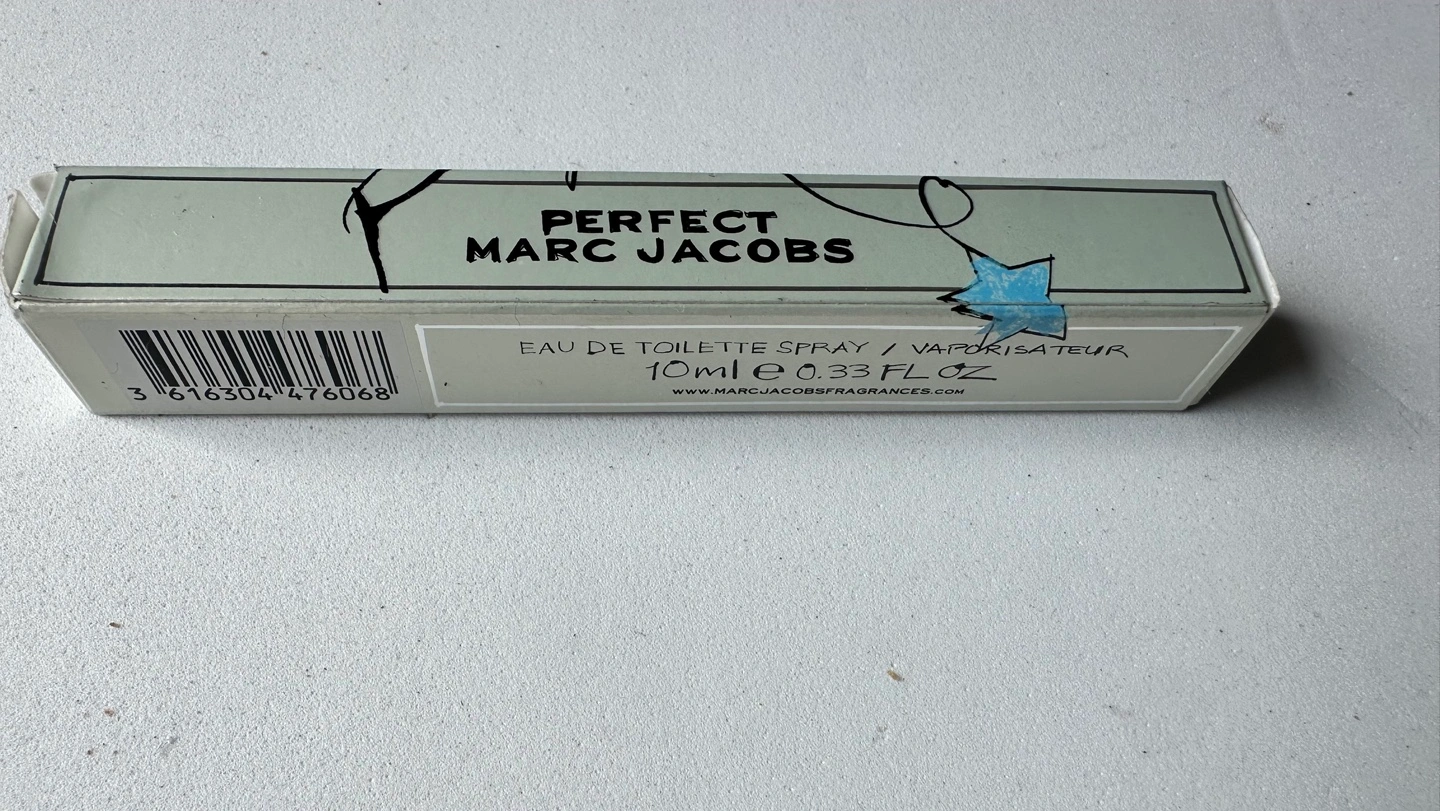 PERFECT
MARC JACOBS
EAU DE TOILETTE SPRAY / VAPORISATEUR
10ml e 0.33 FL OZ
WWW.MARCJACOBSFRAGRANCES.COM
3 616304 476068